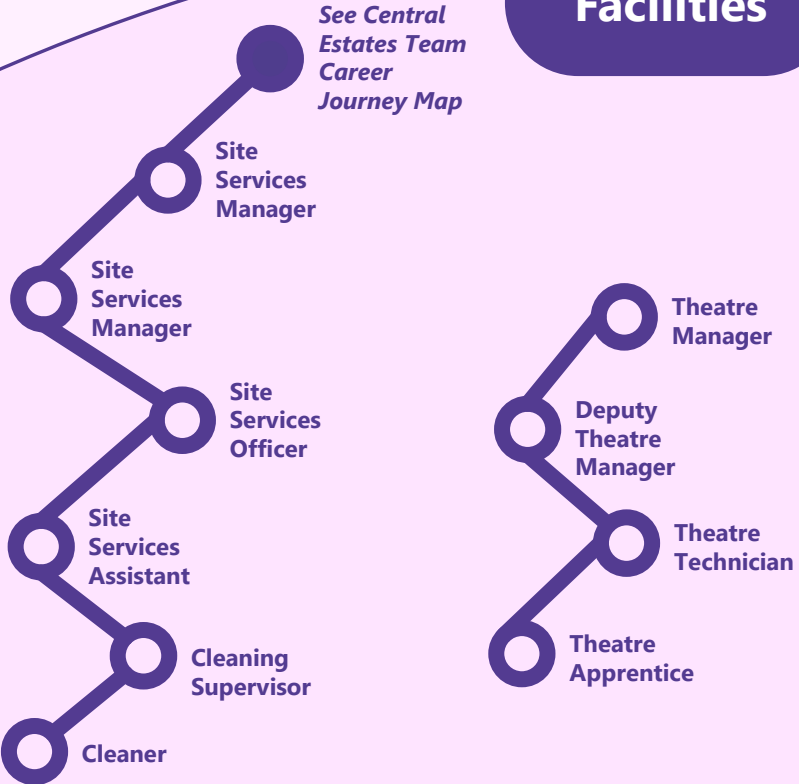 See Central
Estates Team
Career
Journey Map
Facilities
Site
Services
Manager
Site
Services
Manager
Site
Services
Officer
Site
Services
Assistant
Cleaning
Supervisor
Cleaner
Theatre
Manager
Deputy
Theatre
Manager
Theatre
Technician
Theatre
Apprentice